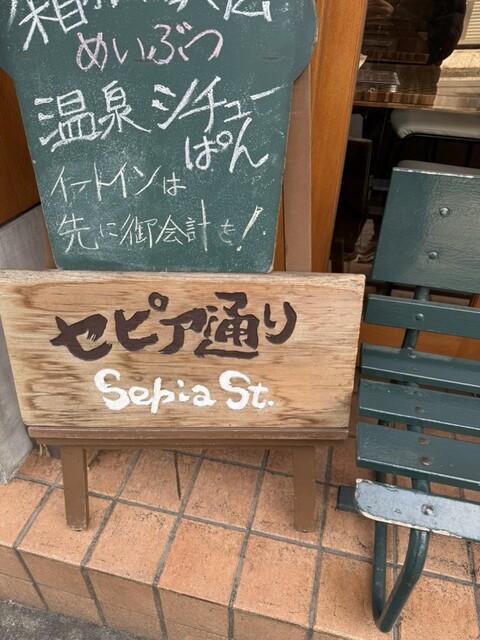 めいぶつ
温泉シチュー
ぱん
イートインは
先に御会計を！
セピア通り
Sepia St.